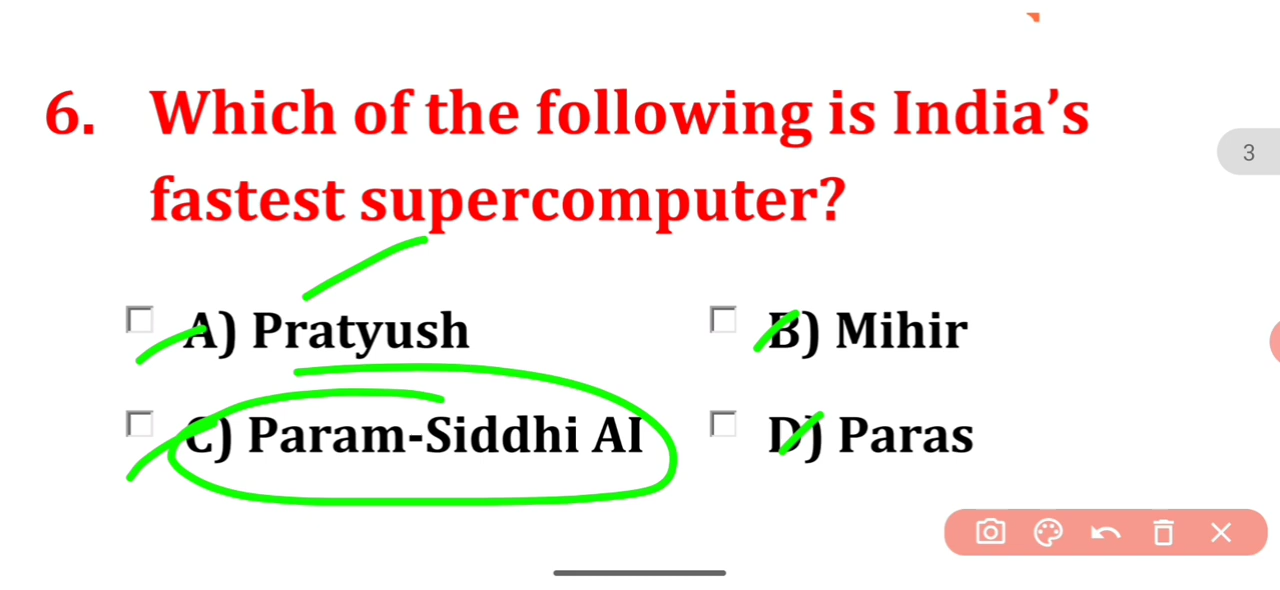 6. Which of the following is India’s
fastest supercomputer?
3
A) Pratyush
B) Mihir
C) Param-Siddhi AI
D) Paras